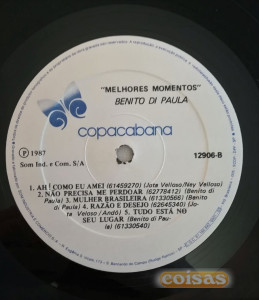 "MELHORES MOMENTOS"
BENITO DI PAULA
copacabana
℗ 1987
Som Ind. e Com. S/A
12906-B
1. AH! COMO EU AMEI (61459270) (Jota Velloso/Ney Velloso)
2. NÃO PRECISA ME PERDOAR (62778412) (Benito di
Paula) 3. MULHER BRASILEIRA (61330566) (Benito
di Paula) 4. RAZÃO E DESEJO (62645340) (Jo-
ta Veloso/Andó) 5. TUDO ESTÁ NO
SEU LUGAR (Benito di Pau-
la) (61330540)
coisas